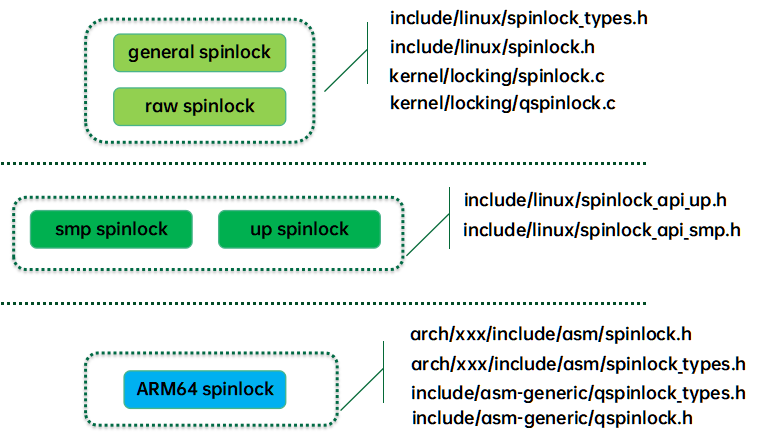 general spinlock
raw spinlock
include/linux/spinlock_types.h
include/linux/spinlock.h
kernel/locking/spinlock.c
kernel/locking/qspinlock.c
smp spinlock
up spinlock
include/linux/spinlock_api_up.h
include/linux/spinlock_api_smp.h
ARM64 spinlock
arch/xxx/include/asm/spinlock.h
arch/xxx/include/asm/spinlock_types.h
include/asm-generic/qspinlock_types.h
include/asm-generic/qspinlock.h